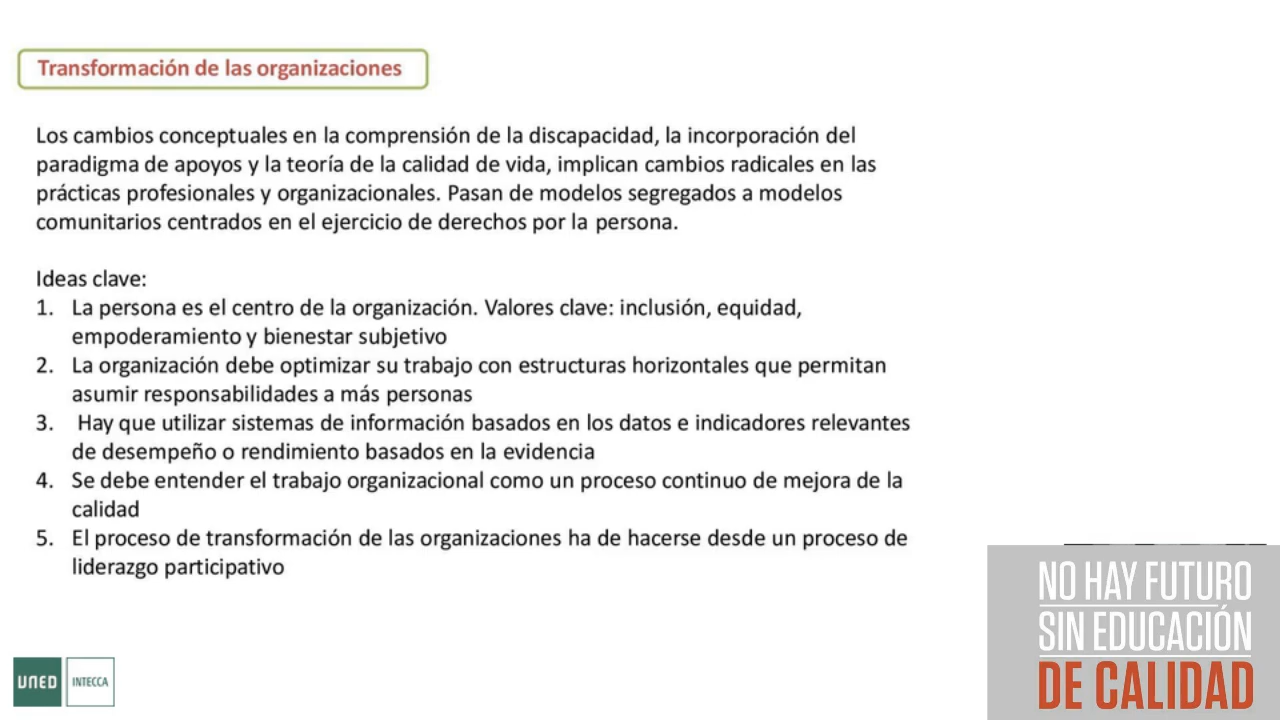 Transformación de las organizaciones
Los cambios conceptuales en la comprensión de la discapacidad, la incorporación del
paradigma de apoyos y la teoría de la calidad de vida, implican cambios radicales en las
prácticas profesionales y organizacionales. Pasan de modelos segregados a modelos
comunitarios centrados en el ejercicio de derechos por la persona.
Ideas clave:
1. La persona es el centro de la organización. Valores clave: inclusión, equidad,
empoderamiento y bienestar subjetivo
2. La organización debe optimizar su trabajo con estructuras horizontales que permitan
asumir responsabilidades a más personas
3. Hay que utilizar sistemas de información basados en los datos e indicadores relevantes
de desempeño o rendimiento basados en la evidencia
4. Se debe entender el trabajo organizacional como un proceso continuo de mejora de la
calidad
5. El proceso de transformación de las organizaciones ha de hacerse desde un proceso de
liderazgo participativo
NO HAY FUTURO
SIN EDUCACIÓN
DE CALIDAD
UNED INTECCA